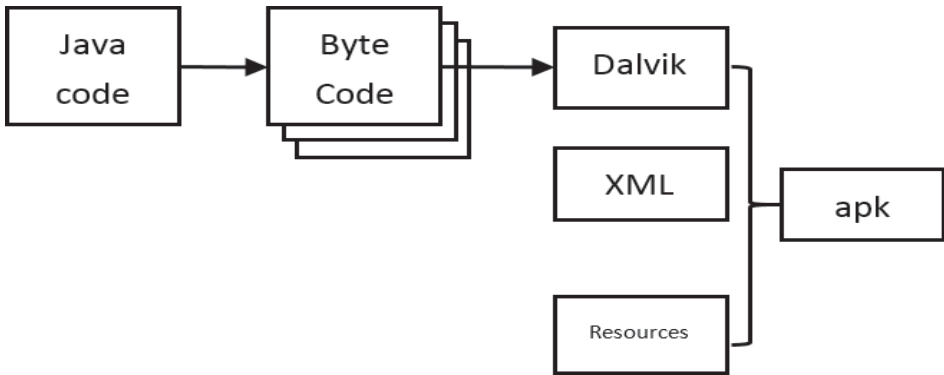 Java
code
Byte
Code
Dalvik
XML
Resources
apk